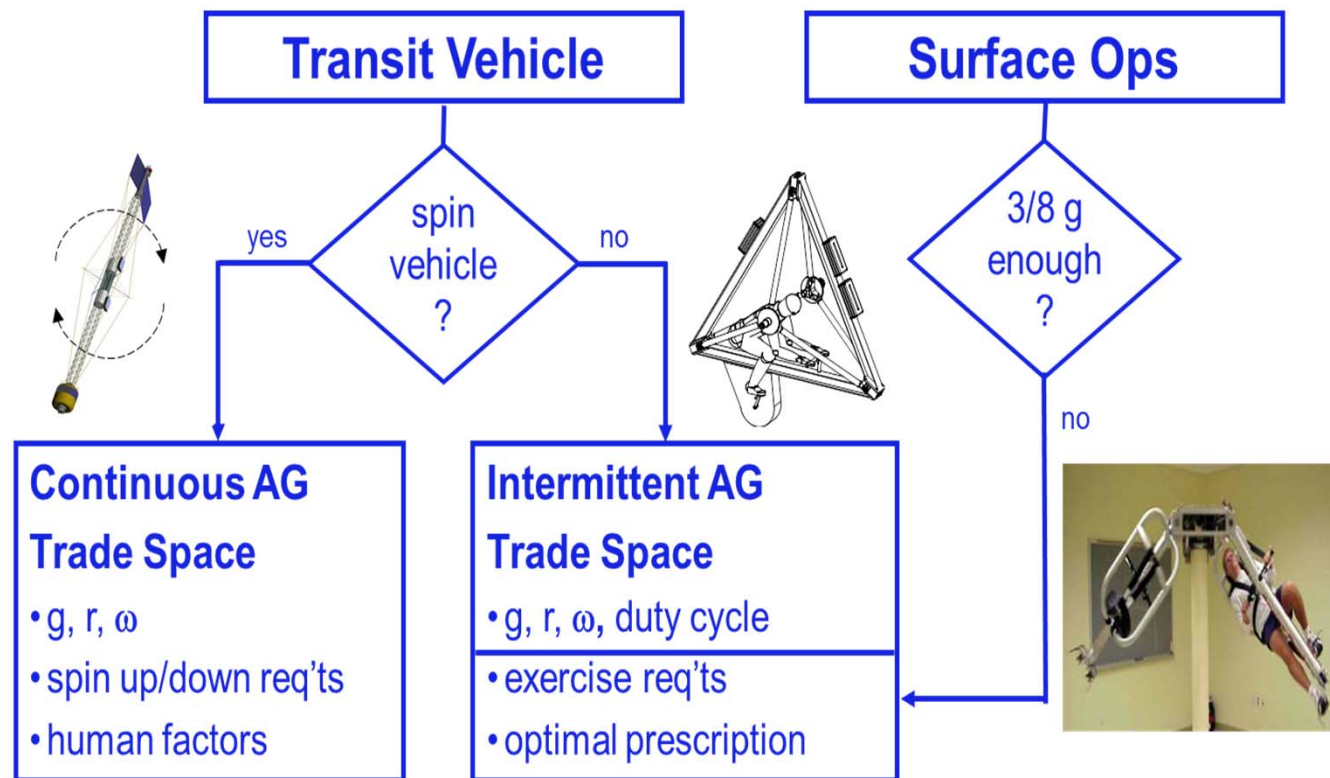 Transit Vehicle
Surface Ops
spin
vehicle
?
yes
no
3/8 g
enough
?
no
Continuous AG
Trade Space
• g, r, ω
• spin up/down req'ts
• human factors
Intermittent AG
Trade Space
• g, r, ω, duty cycle
• exercise req'ts
• optimal prescription